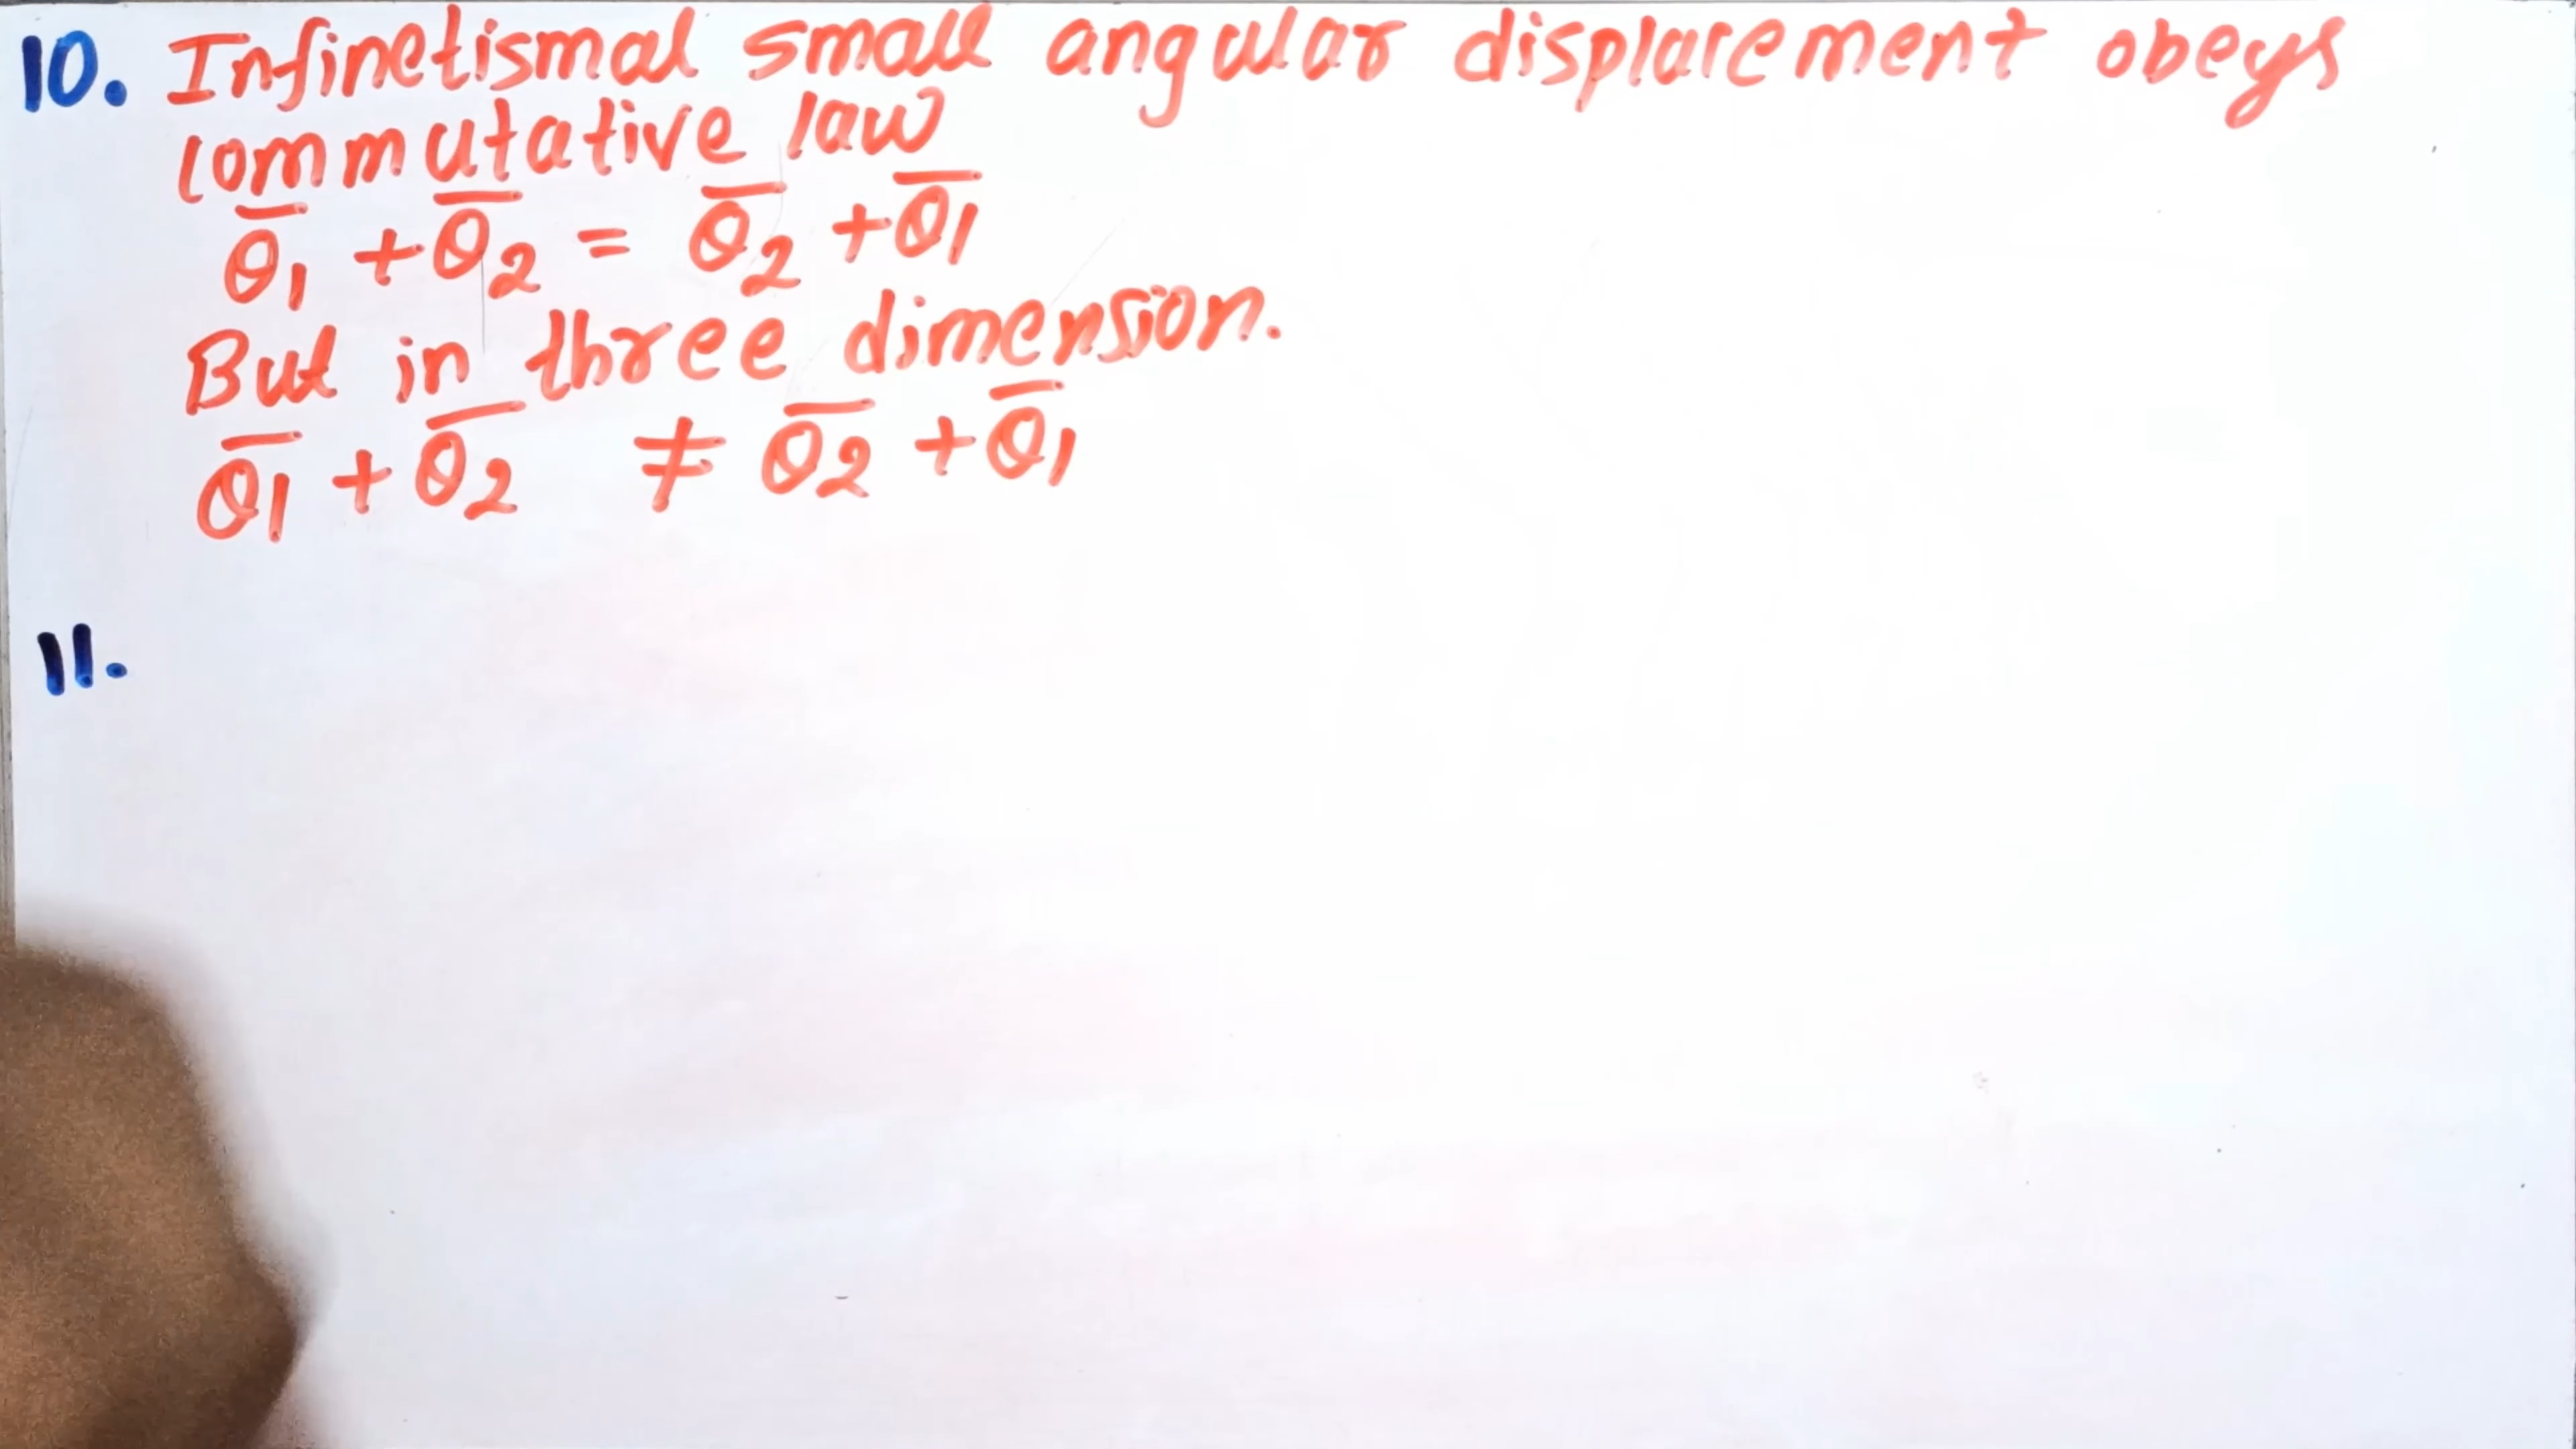 10. Infinetismal small angular displacement obeys
commutative law
θ̅₁ + θ̅₂ = θ̅₂ + θ̅₁
But in three dimension.
θ̅₁ + θ̅₂ ≠ θ̅₂ + θ̅₁
11.